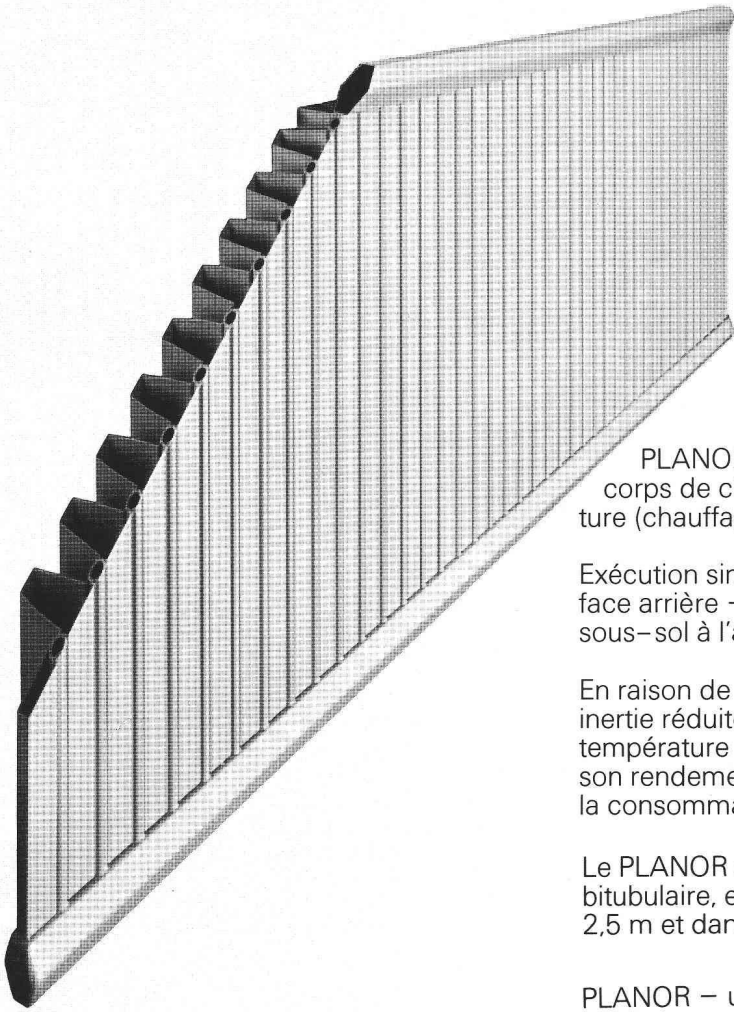 PLANO
corps de c
ture (chauffa
Exécution sin
face arrière –
sous-sol à l'a
En raison de
inertie réduite
température
son rendeme
la consomma
Le PLANOR
bitubulaire, e
2,5 m et dan
PLANOR – u